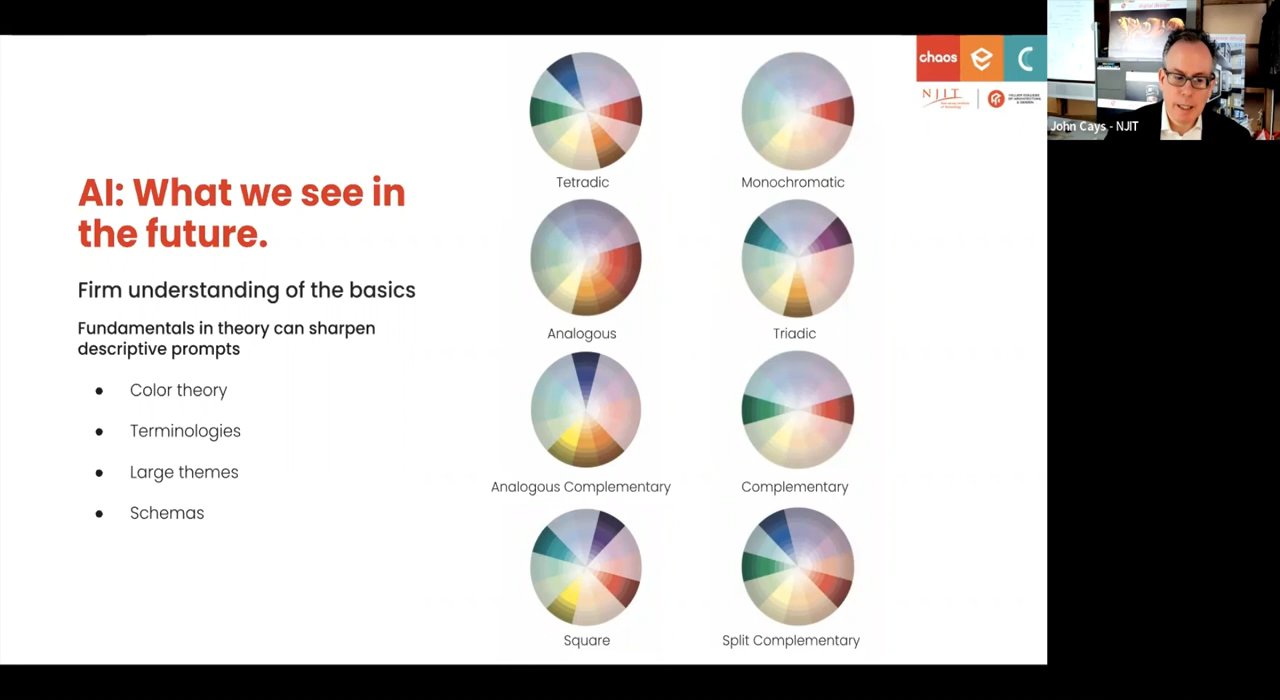 AI: What we see in
the future.
Firm understanding of the basics
Fundamentals in theory can sharpen
descriptive prompts
● Color theory
● Terminologies
● Large themes
● Schemas
Tetradic
Monochromatic
Analogous
Triadic
Analogous Complementary
Complementary
Square
Split Complementary
chaos
NJIT
John Cays - NJIT